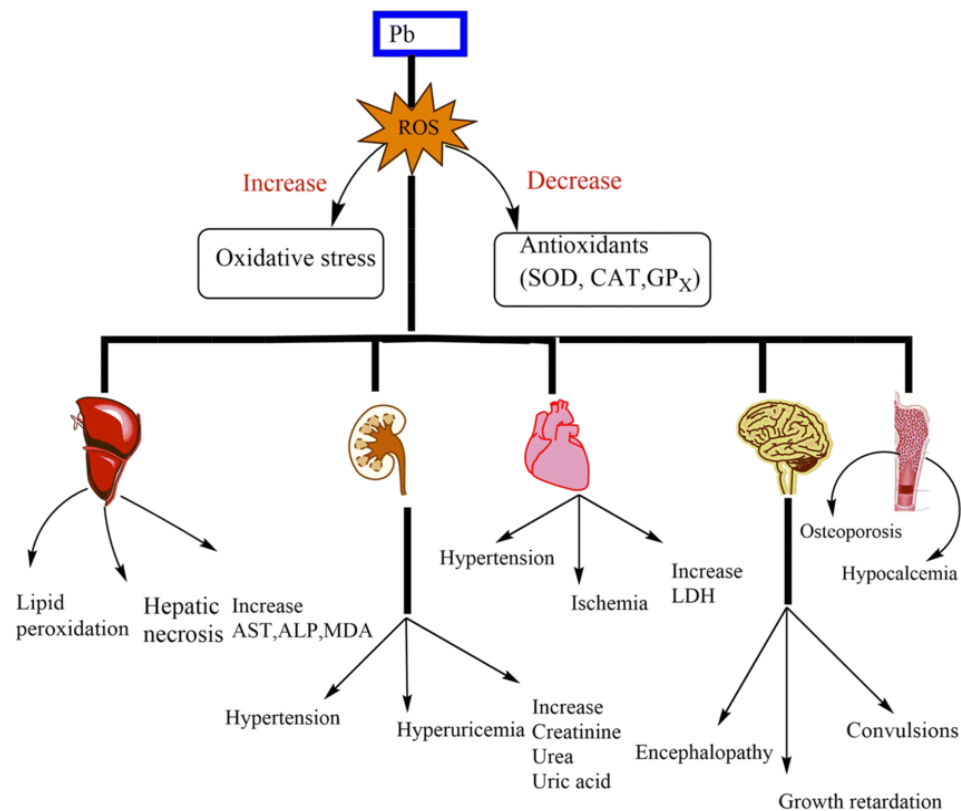 Pb
ROS
Increase
Decrease
Oxidative stress
Antioxidants
(SOD, CAT,GPX)
Lipid
peroxidation
Hepatic
necrosis
Increase
AST,ALP,MDA
Hypertension
Hyperuricemia
Increase
Creatinine
Urea
Uric acid
Hypertension
Ischemia
Increase
LDH
Encephalopathy
Growth retardation
Convulsions
Osteoporosis
Hypocalcemia